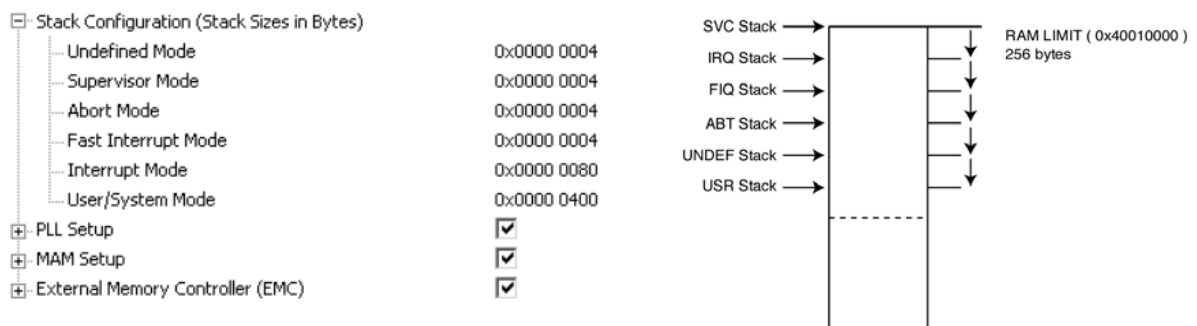 Stack Configuration (Stack Sizes in Bytes)
Undefined Mode 0x0000 0004
Supervisor Mode 0x0000 0004
Abort Mode 0x0000 0004
Fast Interrupt Mode 0x0000 0004
Interrupt Mode 0x0000 0080
User/System Mode 0x0000 0400
PLL Setup
MAM Setup
External Memory Controller (EMC)
SVC Stack
IRQ Stack
FIQ Stack
ABT Stack
UNDEF Stack
USR Stack
RAM LIMIT ( 0x40010000 )
256 bytes